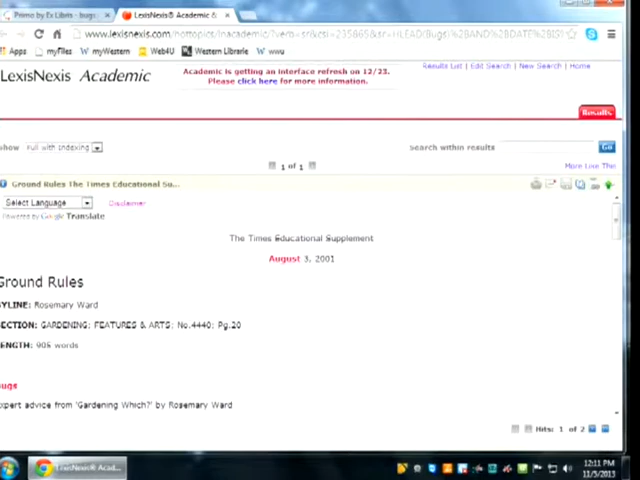 Primo by Ex Libris - bugs
LexisNexis® Academic &
www.lexisnexis.com/hottopics/lnacademic/?verb=sr&csi=235865&sr=HLEAD(Bugs)%2BAND%2BDATE%2BIS
Apps myFiles myWestern Web4U Western Librarie wwu
LexisNexis Academic
Academic is getting an interface refresh on 12/23.
Please click here for more information.
Results List | Edit Search | New Search | Home
Results
Show Full with Indexing
Search within results Go
1 of 1
More Like This
Ground Rules The Times Educational Su...
Select Language Disclaimer
Powered by Google Translate
The Times Educational Supplement
August 3, 2001
Ground Rules
BYLINE: Rosemary Ward
SECTION: GARDENING; FEATURES & ARTS; No.4440; Pg.20
LENGTH: 905 words
Bugs
Expert advice from 'Gardening Which?' by Rosemary Ward
Hits: 1 of 2
LexisNexis® Acad...
12:11 PM
11/5/2013